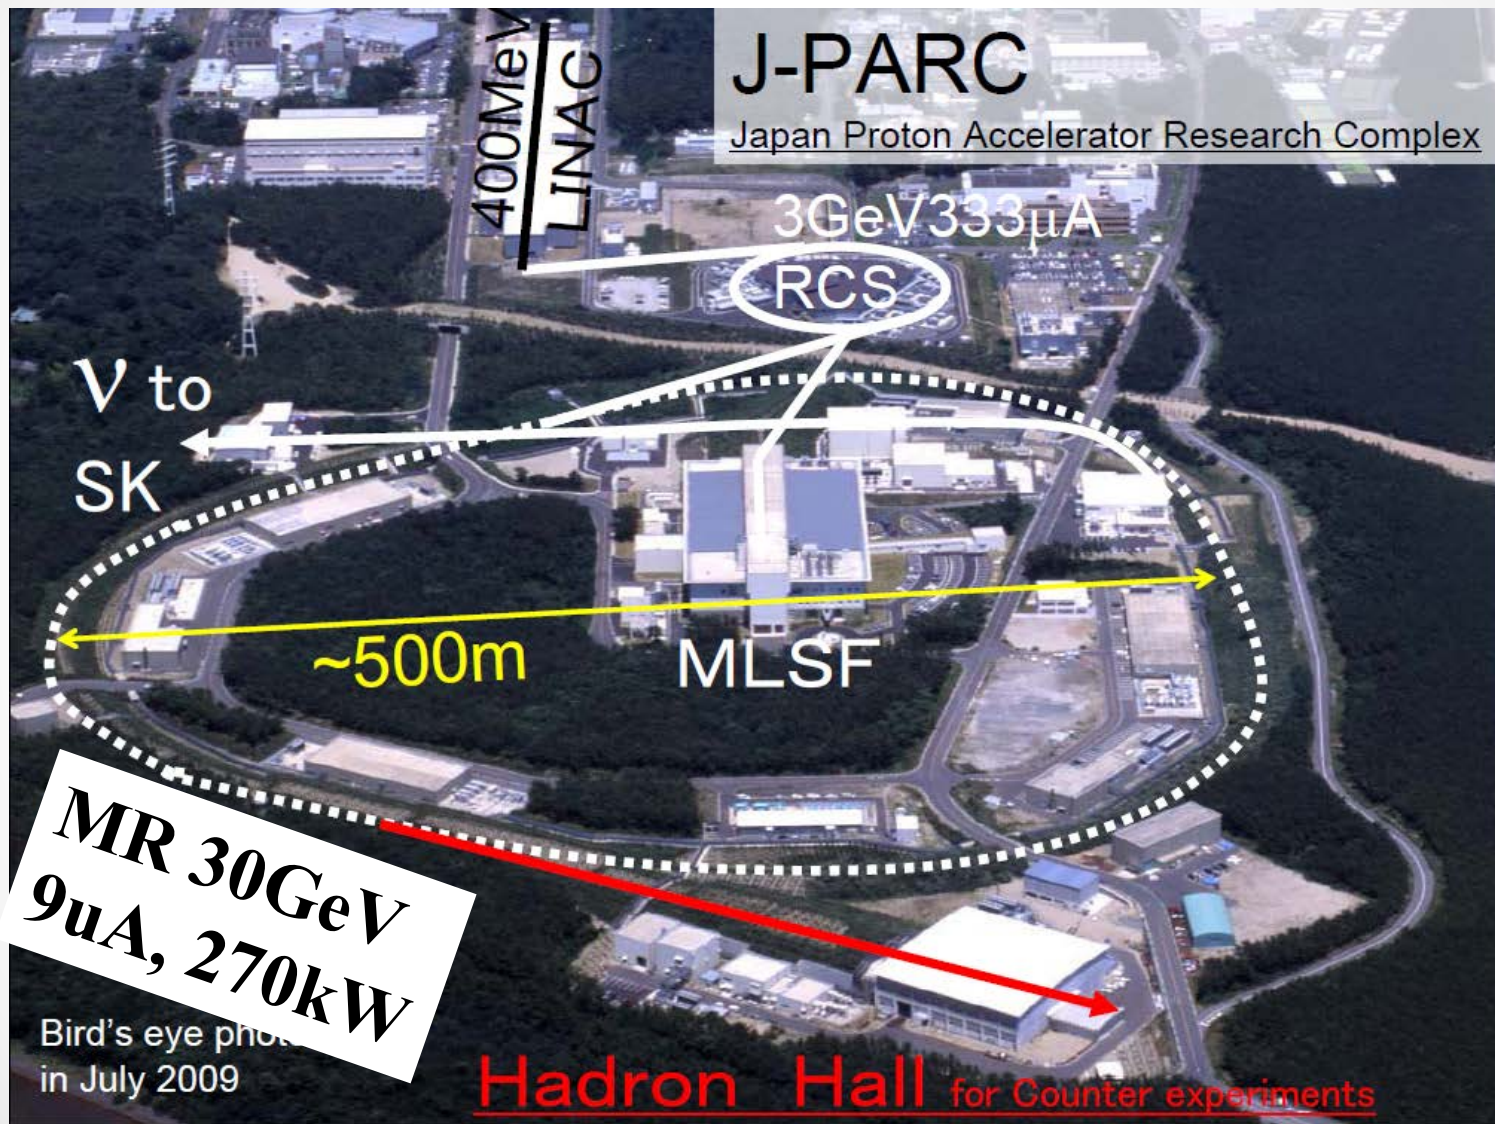 J-PARC
Japan Proton Accelerator Research Complex
400MeV
LINAC
3GeV333μA
RCS
ν to
SK
~500m
MLSF
MR 30GeV
9uA, 270kW
Bird's eye photo
in July 2009
Hadron Hall for Counter experiments